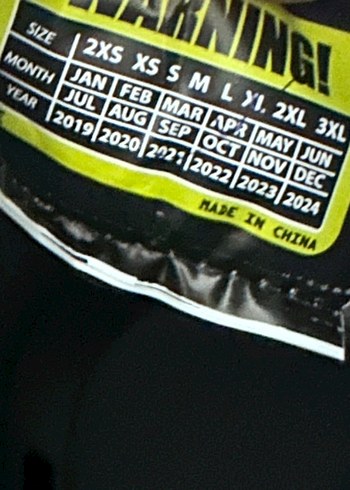 WARNING!
SIZE 2XS XS S M L XL 2XL 3XL
MONTH JAN FEB MAR APR MAY JUN
JUL AUG SEP OCT NOV DEC
YEAR 2019 2020 2021 2022 2023 2024
MADE IN CHINA